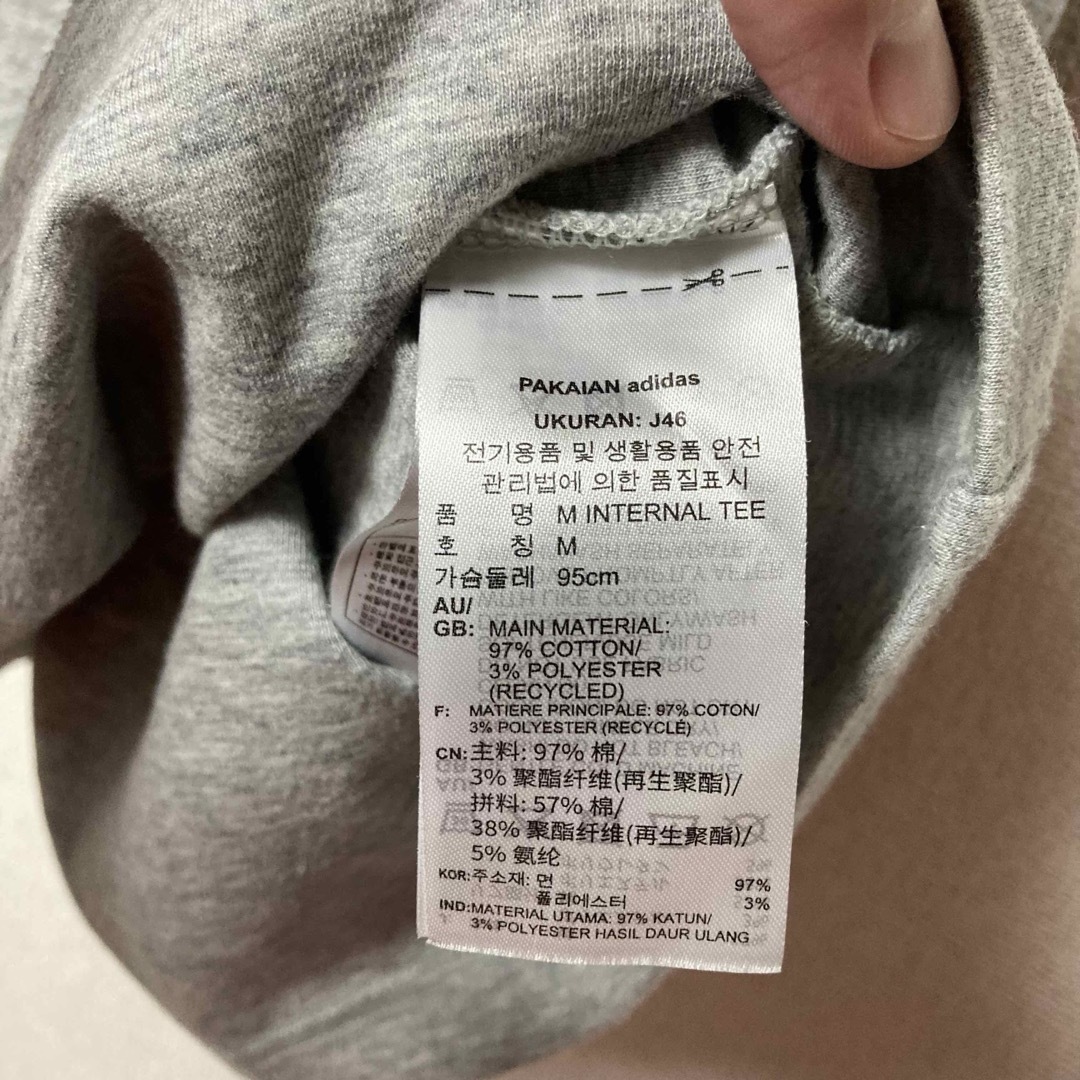 PAKAIAN adidas
UKURAN: J46
전기용품 및 생활용품 안전
관리법에 의한 품질표시
품 명 M INTERNAL TEE
호 칭 M
가슴둘레 95cm
AU/
GB: MAIN MATERIAL:
97% COTTON/
3% POLYESTER
(RECYCLED)
F: MATIERE PRINCIPALE: 97% COTON/
3% POLYESTER (RECYCLÉ)
CN: 主料: 97% 棉/
3% 聚酯纤维(再生聚酯)/
拼料: 57% 棉/
38% 聚酯纤维(再生聚酯)/
5% 氨纶
KOR: 주소재: 면 97%
폴리에스터 3%
IND: MATERIAL UTAMA: 97% KATUN/
3% POLYESTER HASIL DAUR ULANG